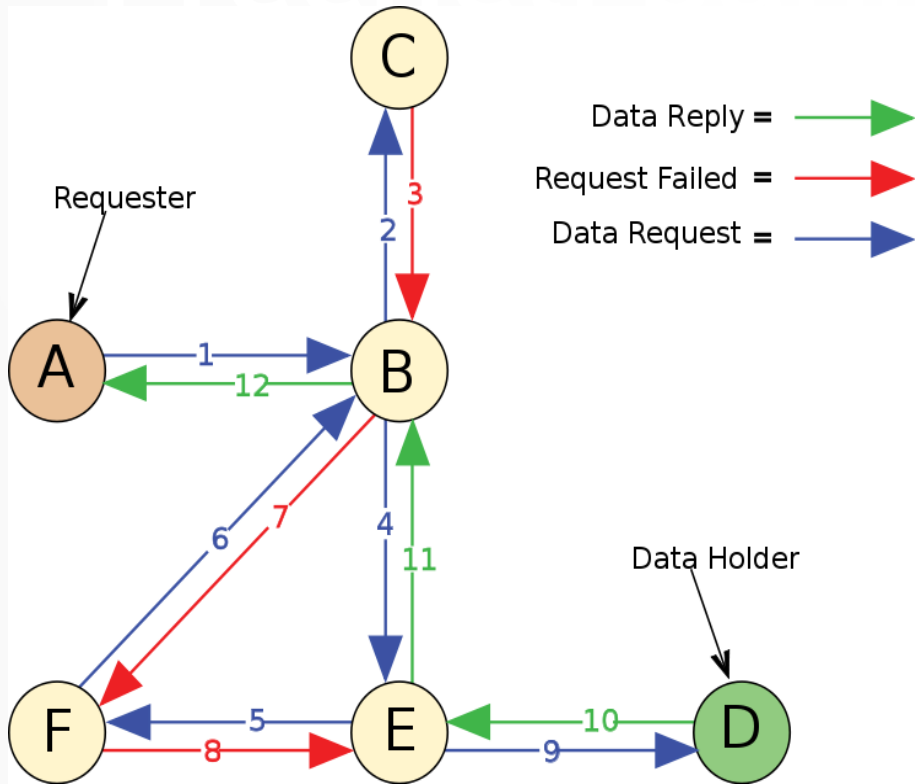 C
Data Reply =
Request Failed =
Data Request =
3
2
Requester
A
1
12
B
6
7
4
11
Data Holder
F
5
8
E
10
9
D